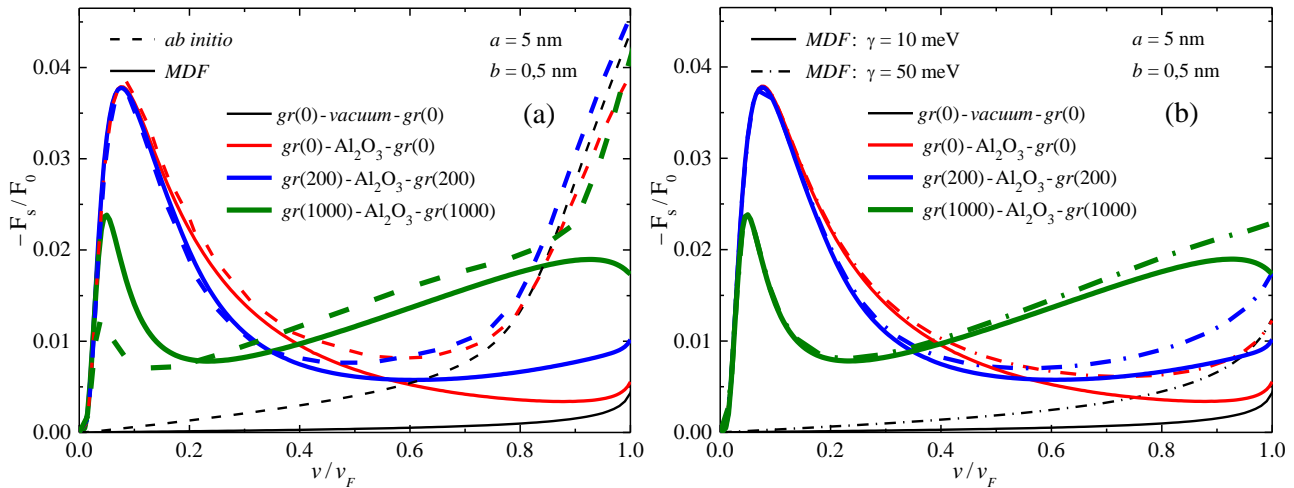 ab initio
MDF
a = 5 nm
b = 0,5 nm
(a)
gr(0)-vacuum-gr(0)
gr(0)-Al₂O₃-gr(0)
gr(200)-Al₂O₃-gr(200)
gr(1000)-Al₂O₃-gr(1000)
−Fₛ/F₀
0.04
0.03
0.02
0.01
0.00
0.0 0.2 0.4 0.6 0.8 1.0
v/v_F
MDF: γ = 10 meV
MDF: γ = 50 meV
a = 5 nm
b = 0,5 nm
(b)
gr(0)-vacuum-gr(0)
gr(0)-Al₂O₃-gr(0)
gr(200)-Al₂O₃-gr(200)
gr(1000)-Al₂O₃-gr(1000)
−Fₛ/F₀
0.04
0.03
0.02
0.01
0.00
0.0 0.2 0.4 0.6 0.8 1.0
v/v_F